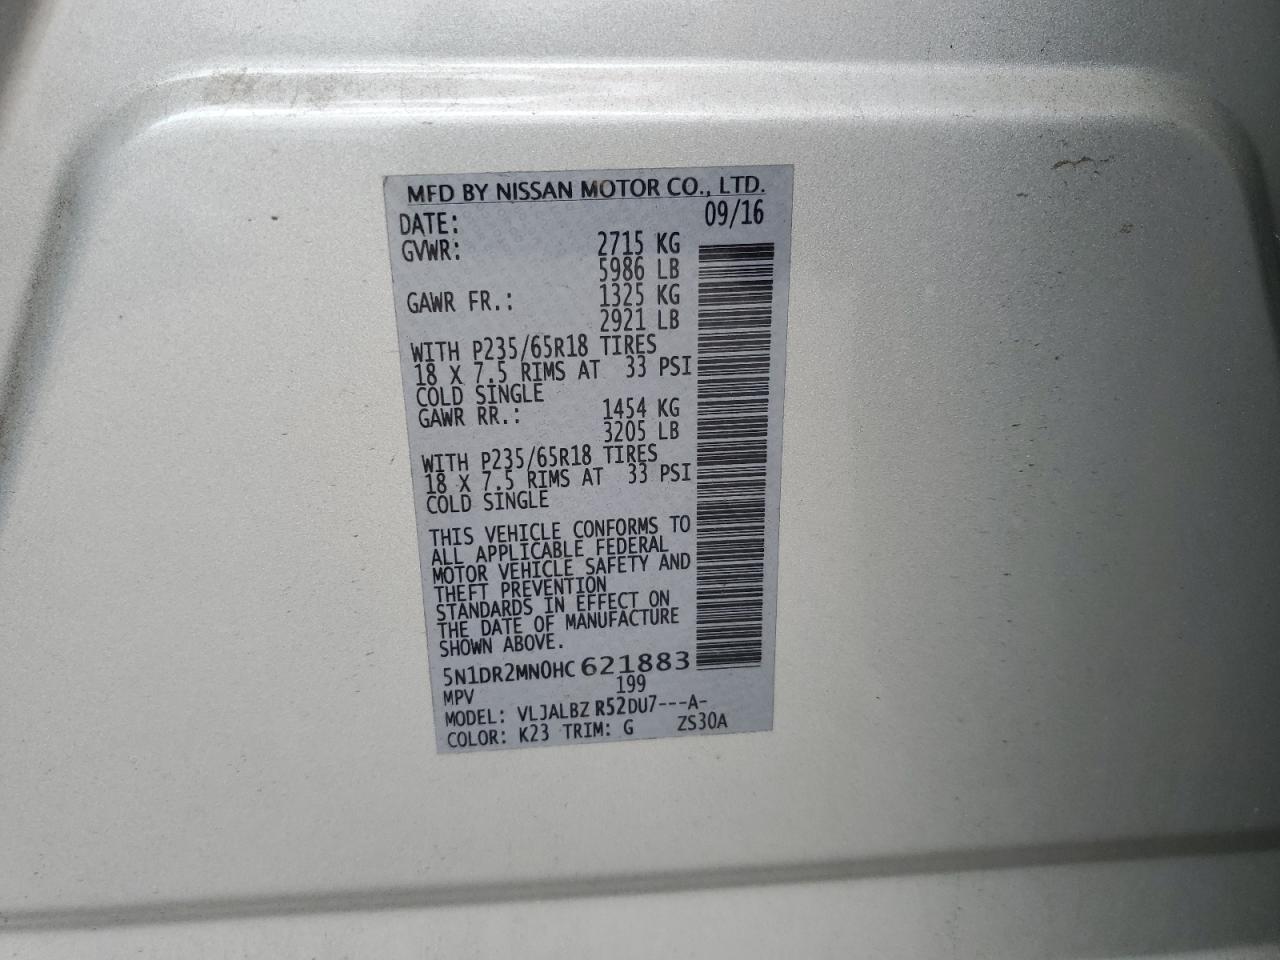 MFD BY NISSAN MOTOR CO., LTD.
DATE: 09/16
GVWR: 2715 KG
5986 LB
GAWR FR.: 1325 KG
2921 LB
WITH P235/65R18 TIRES
18 X 7.5 RIMS AT 33 PSI
COLD SINGLE
GAWR RR.: 1454 KG
3205 LB
WITH P235/65R18 TIRES
18 X 7.5 RIMS AT 33 PSI
COLD SINGLE
THIS VEHICLE CONFORMS TO
ALL APPLICABLE FEDERAL
MOTOR VEHICLE SAFETY AND
THEFT PREVENTION
STANDARDS IN EFFECT ON
THE DATE OF MANUFACTURE
SHOWN ABOVE.
5N1DR2MN0HC 621883
MPV 199
MODEL: VLJALBZ R52DU7---A-
COLOR: K23 TRIM: G ZS30A